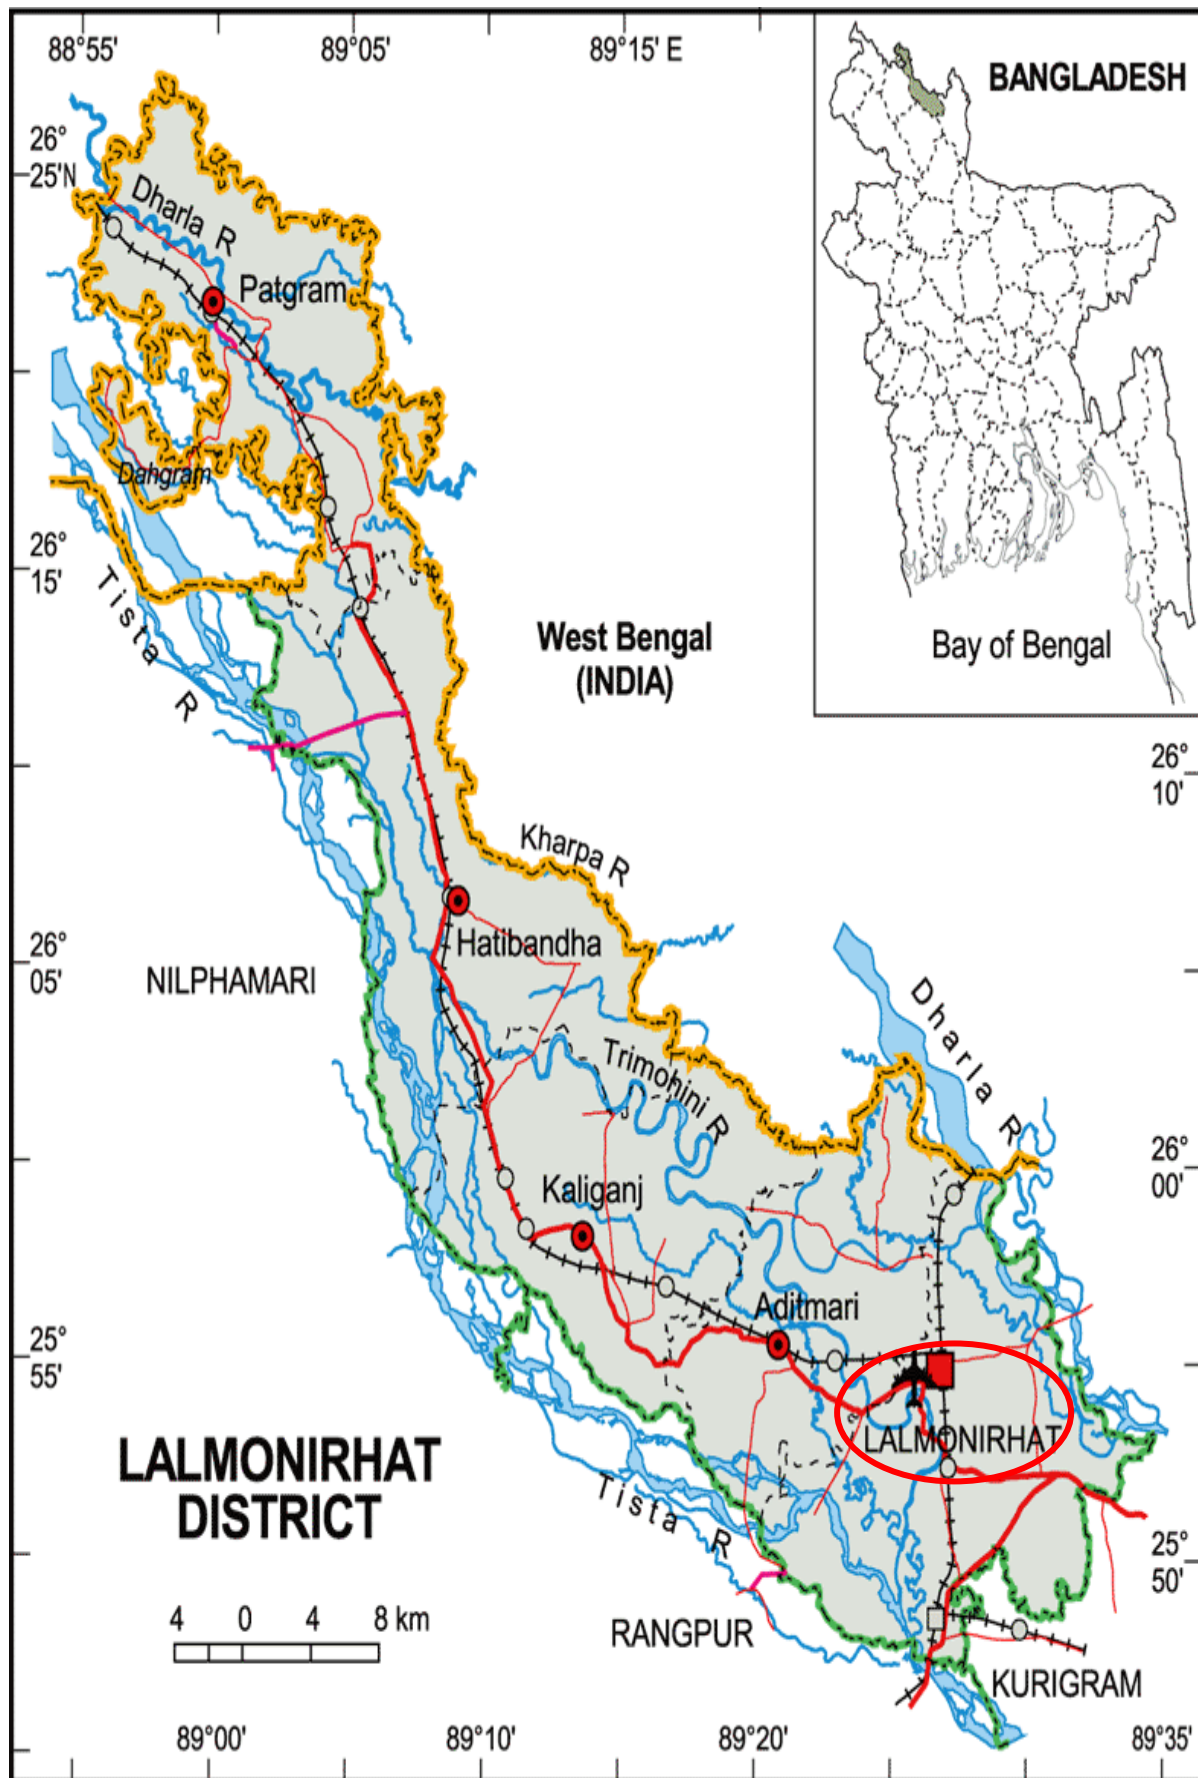 88°55'
89°05'
89°15' E
BANGLADESH
26°
25'N
Dharla R
Patgram
Dahgram
26°
15'
Tista R
West Bengal
(INDIA)
Bay of Bengal
26°
10'
Kharpa R
Hatibandha
26°
05'
NILPHAMARI
Dharla R
Trimohini R
26°
00'
Kaliganj
Aditmari
25°
55'
LALMONIRHAT
LALMONIRHAT
DISTRICT
Tista R
25°
50'
4 0 4 8 km
RANGPUR
KURIGRAM
89°00'
89°10'
89°20'
89°35'